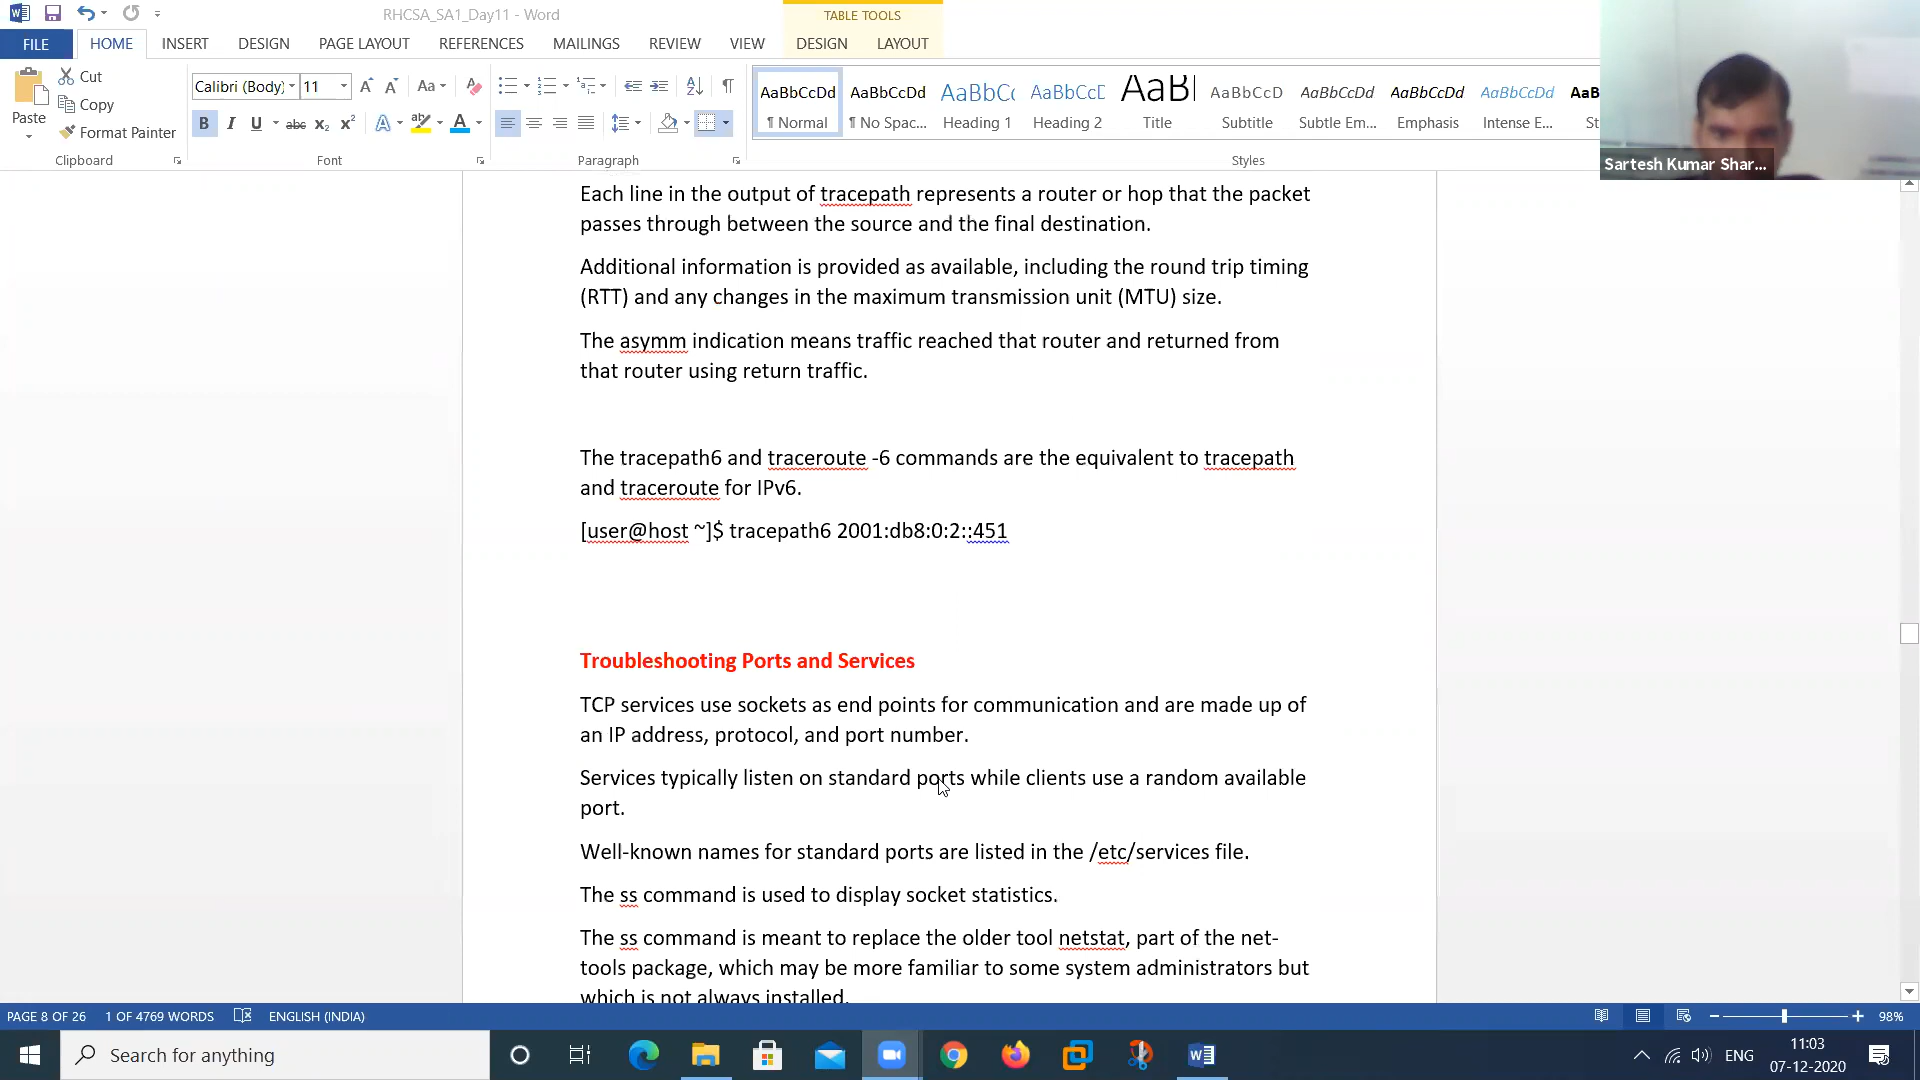 RHCSA_SA1_Day11 - Word
TABLE TOOLS
FILE HOME INSERT DESIGN PAGE LAYOUT REFERENCES MAILINGS REVIEW VIEW DESIGN LAYOUT
Paste
Cut
Copy
Format Painter
Calibri (Body) 11
Clipboard
Font
Paragraph
AaBbCcDd AaBbCcDd AaBbCc AaBbCcC AaBl AaBbCcD AaBbCcDd AaBbCcDd AaBbCcDd AaBb
¶ Normal ¶ No Spac... Heading 1 Heading 2 Title Subtitle Subtle Em... Emphasis Intense E... St
Styles
Sartesh Kumar Shar...
Each line in the output of tracepath represents a router or hop that the packet
passes through between the source and the final destination.
Additional information is provided as available, including the round trip timing
(RTT) and any changes in the maximum transmission unit (MTU) size.
The asymm indication means traffic reached that router and returned from
that router using return traffic.
The tracepath6 and traceroute -6 commands are the equivalent to tracepath
and traceroute for IPv6.
[user@host ~]$ tracepath6 2001:db8:0:2::451
Troubleshooting Ports and Services
TCP services use sockets as end points for communication and are made up of
an IP address, protocol, and port number.
Services typically listen on standard ports while clients use a random available
port.
Well-known names for standard ports are listed in the /etc/services file.
The ss command is used to display socket statistics.
The ss command is meant to replace the older tool netstat, part of the net-
tools package, which may be more familiar to some system administrators but
which is not always installed.
PAGE 8 OF 26 1 OF 4769 WORDS ENGLISH (INDIA) 98%
Search for anything
ENG
11:03
07-12-2020